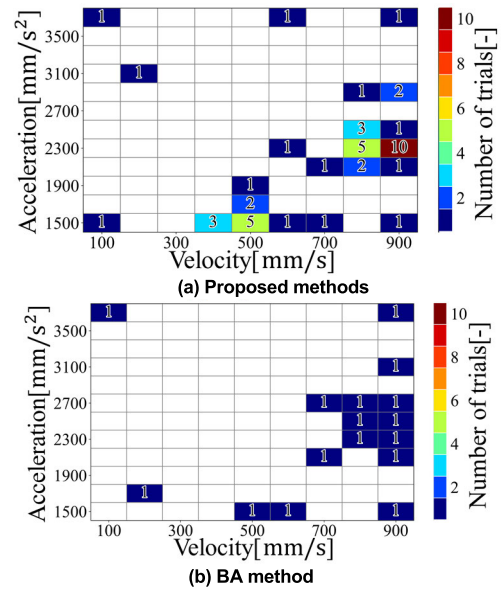 10
1 1 1
3500
8
3100 1
1 2
2700
6
3 1
2300 1 5 10
4
1 2 1
1900 1
2
2
1500 1 3 5 1 1 1
100 300 500 700 900
Acceleration[mm/s²]
Velocity[mm/s]
Number of trials[-]
(a) Proposed methods
10
1 1
3500
8
3100 1
2700 1 1 1
6
1 1
2300 1 1
4
1 1
1900
1
2
1500 1 1 1
100 300 500 700 900
Acceleration[mm/s²]
Velocity[mm/s]
Number of trials[-]
(b) BA method